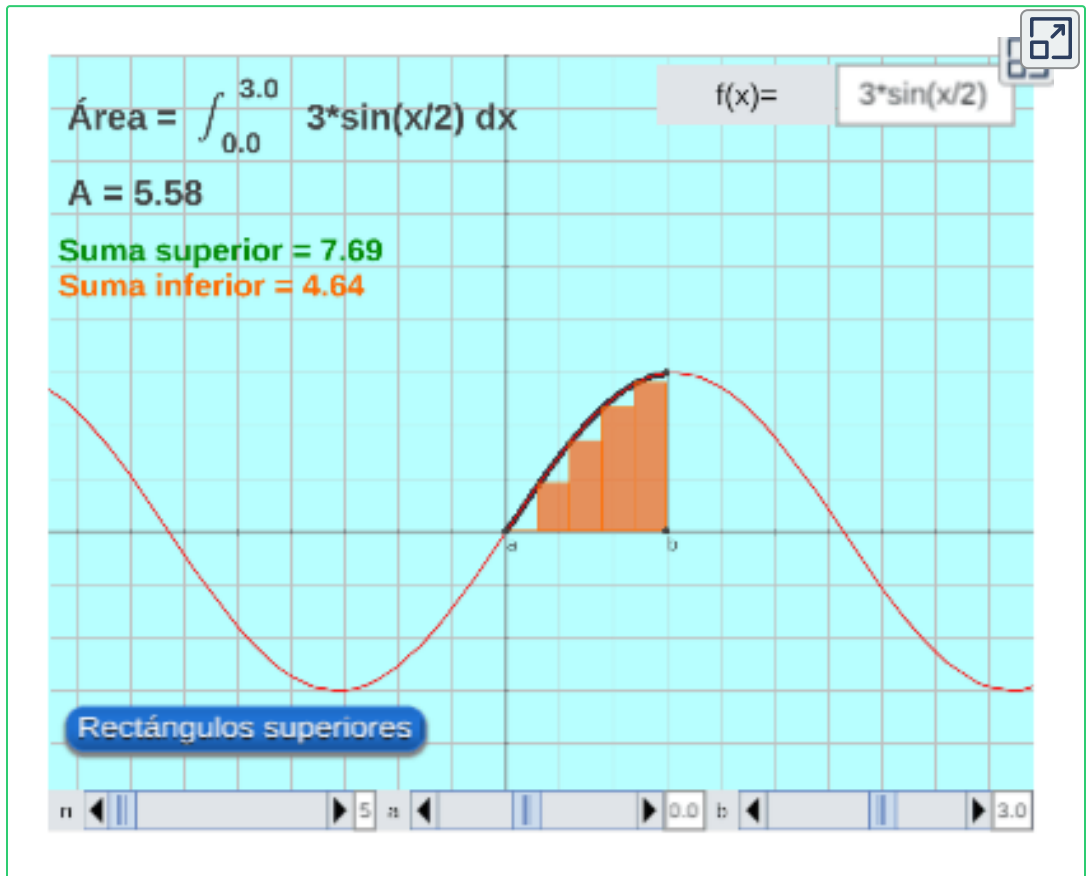 Área = ∫ 3.0 0.0 3*sin(x/2) dx
f(x)= 3*sin(x/2)
A = 5.58
Suma superior = 7.69
Suma inferior = 4.64
a b
Rectángulos superiores
n 5 a 0.0 b 3.0